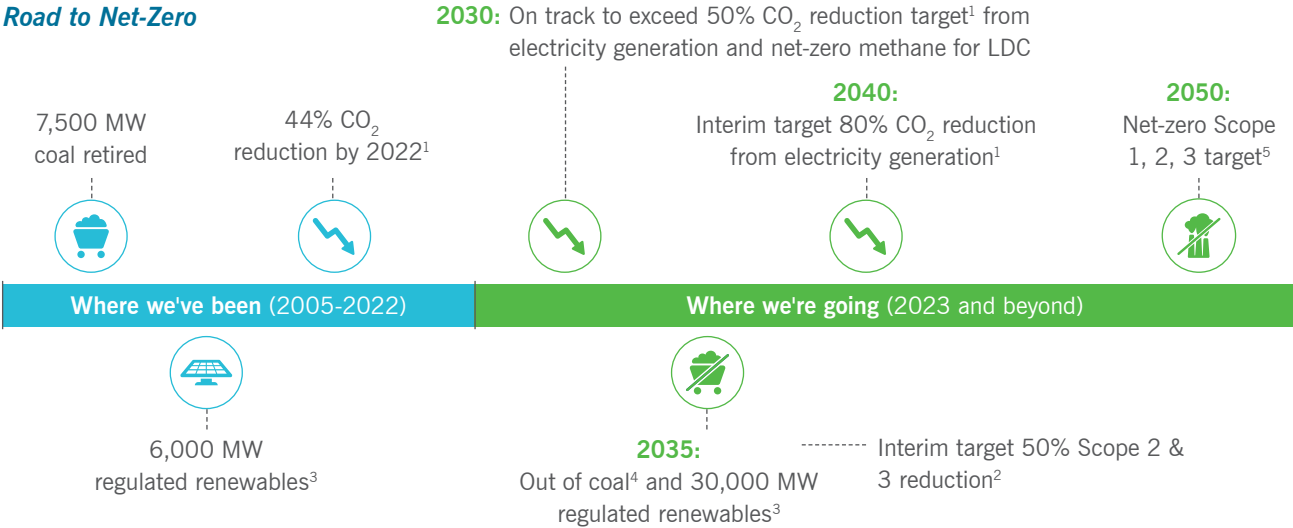 Road to Net-Zero
2030: On track to exceed 50% CO₂ reduction target¹ from
electricity generation and net-zero methane for LDC
7,500 MW
coal retired
44% CO₂
reduction by 2022¹
2040:
Interim target 80% CO₂ reduction
from electricity generation¹
2050:
Net-zero Scope
1, 2, 3 target⁵
Where we've been (2005-2022)
Where we're going (2023 and beyond)
6,000 MW
regulated renewables³
2035:
Out of coal⁴ and 30,000 MW
regulated renewables³
Interim target 50% Scope 2 &
3 reduction²